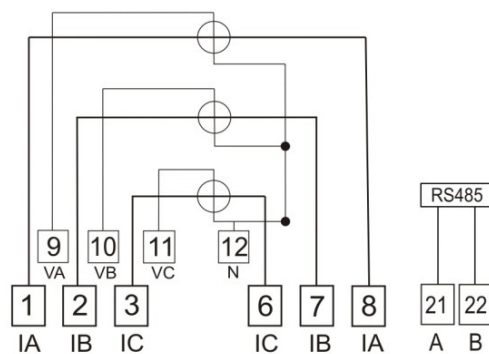 RS485
9 10 11 12
VA VB VC N
1 2 3 6 7 8 21 22
IA IB IC IC IB IA A B